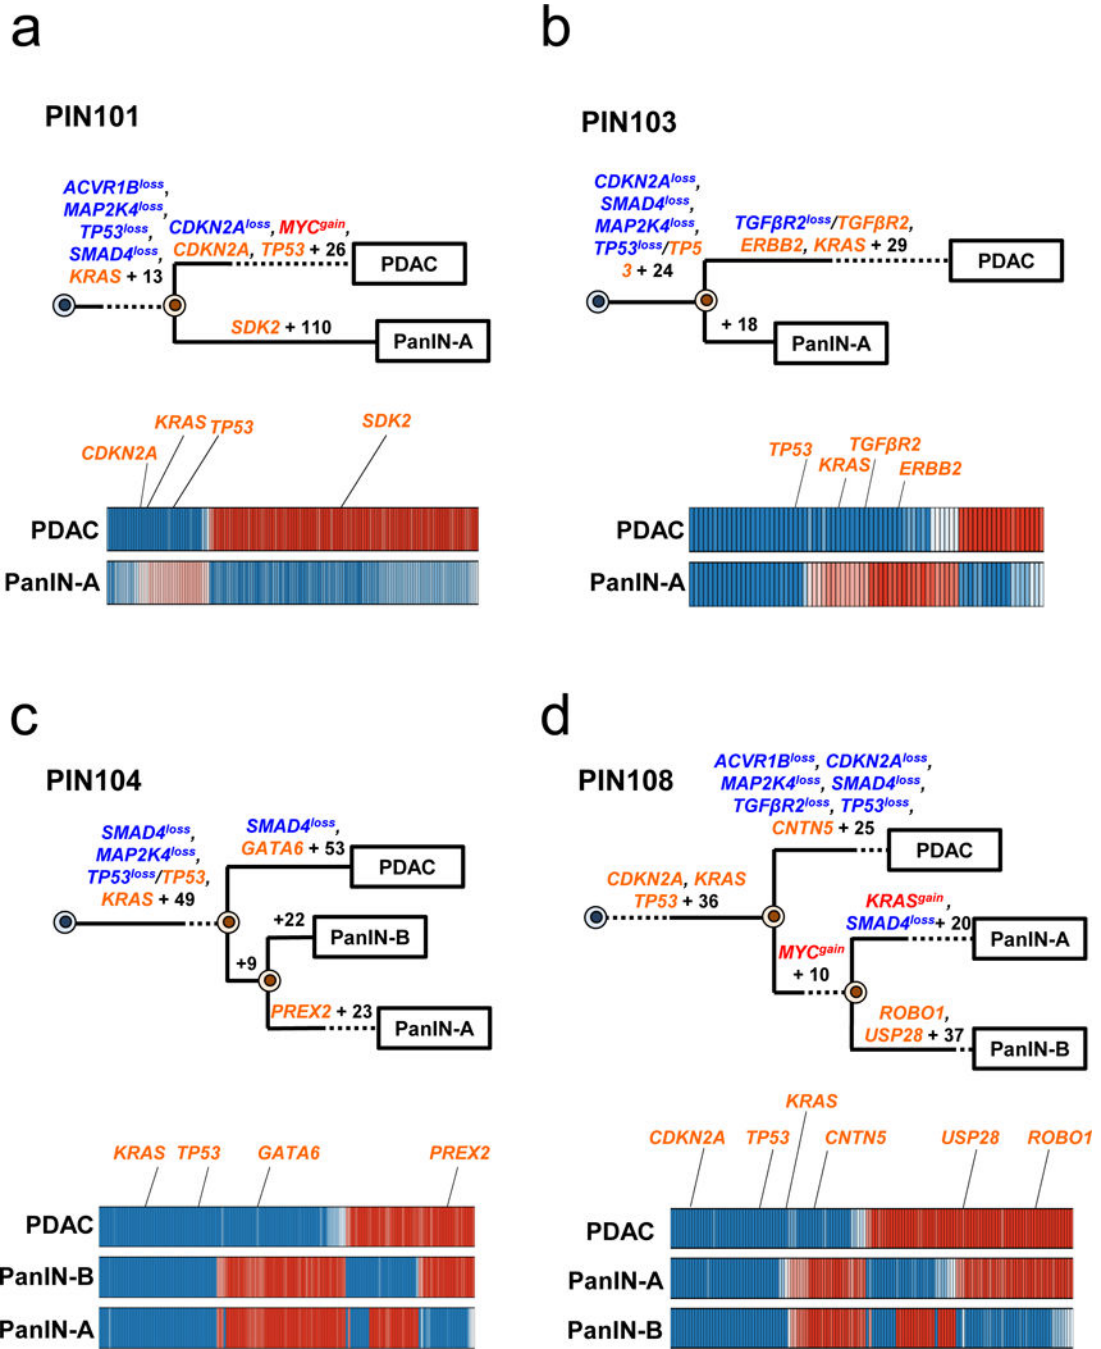 a
PIN101
ACVR1Bloss,
MAP2K4loss,
TP53loss,
SMAD4loss,
KRAS + 13
CDKN2Aloss, MYCgain,
CDKN2A, TP53 + 26
PDAC
SDK2 + 110
PanIN-A
CDKN2A
KRAS
TP53
SDK2
PDAC
PanIN-A
b
PIN103
CDKN2Aloss,
SMAD4loss,
MAP2K4loss,
TP53loss/TP5
3 + 24
TGFβR2loss/TGFβR2,
ERBB2, KRAS + 29
PDAC
+ 18
PanIN-A
TP53
KRAS
TGFβR2
ERBB2
PDAC
PanIN-A
c
PIN104
SMAD4loss,
MAP2K4loss,
TP53loss/TP53,
KRAS + 49
SMAD4loss,
GATA6 + 53
PDAC
+22
PanIN-B
+9
PREX2 + 23
PanIN-A
KRAS
TP53
GATA6
PREX2
PDAC
PanIN-B
PanIN-A
d
PIN108
ACVR1Bloss, CDKN2Aloss,
MAP2K4loss, SMAD4loss,
TGFβR2loss, TP53loss,
CNTN5 + 25
PDAC
CDKN2A, KRAS
TP53 + 36
KRASgain,
SMAD4loss+ 20
PanIN-A
MYCgain
+ 10
ROBO1,
USP28 + 37
PanIN-B
KRAS
CDKN2A
TP53
CNTN5
USP28
ROBO1
PDAC
PanIN-A
PanIN-B